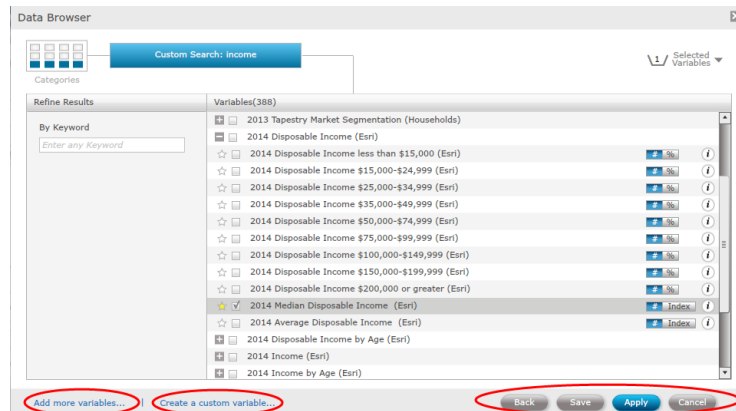 Data Browser
Custom Search: income
1 Selected Variables
Categories
Refine Results
Variables(388)
By Keyword
Enter any Keyword
2013 Tapestry Market Segmentation (Households)
2014 Disposable Income (Esri)
2014 Disposable Income less than $15,000 (Esri) # % i
2014 Disposable Income $15,000-$24,999 (Esri) # % i
2014 Disposable Income $25,000-$34,999 (Esri) # % i
2014 Disposable Income $35,000-$49,999 (Esri) # % i
2014 Disposable Income $50,000-$74,999 (Esri) # % i
2014 Disposable Income $75,000-$99,999 (Esri) # % i
2014 Disposable Income $100,000-$149,999 (Esri) # % i
2014 Disposable Income $150,000-$199,999 (Esri) # % i
2014 Disposable Income $200,000 or greater (Esri) # % i
2014 Median Disposable Income (Esri) # Index i
2014 Average Disposable Income (Esri) # Index i
2014 Disposable Income by Age (Esri)
2014 Income (Esri)
2014 Income by Age (Esri)
Add more variables... | Create a custom variable... Back Save Apply Cancel